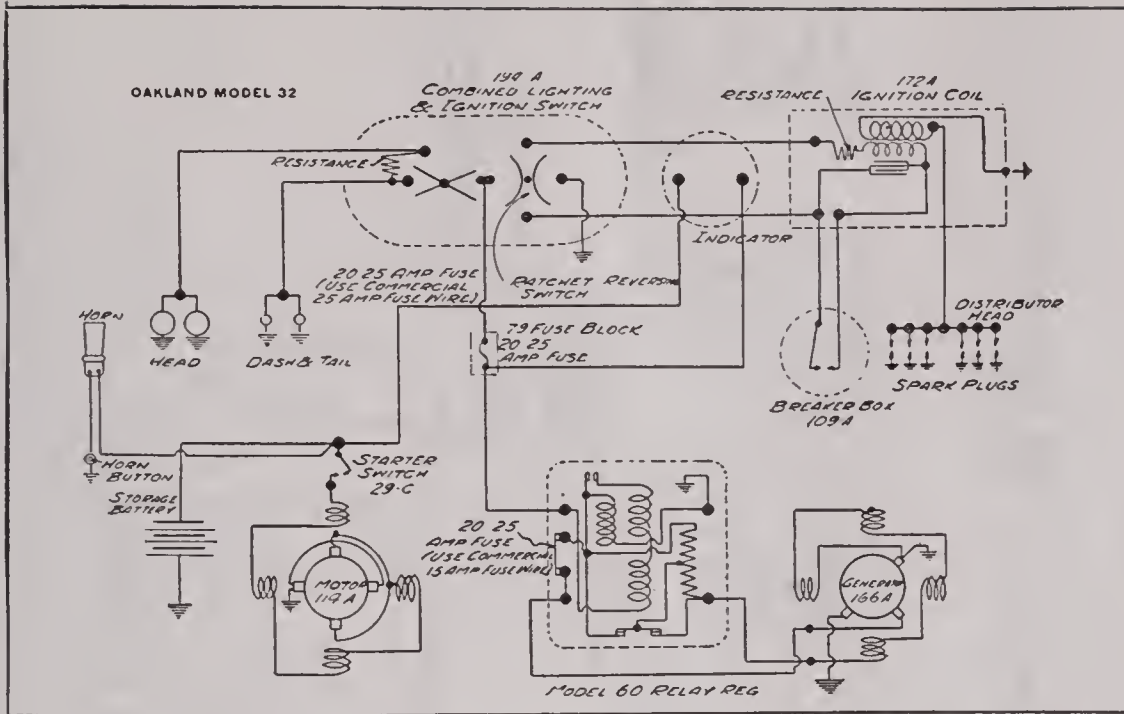 OAKLAND MODEL 32
194 A
COMBINED LIGHTING
& IGNITION SWITCH
RESISTANCE
172A
IGNITION COIL
RESISTANCE
INDICATOR
20 25 AMP FUSE
(USE COMMERCIAL
25 AMP FUSE WIRE)
RATCHET REVERSING
SWITCH
HORN
HEAD
DASH & TAIL
79 FUSE BLOCK
20 25
AMP FUSE
DISTRIBUTOR
HEAD
SPARK PLUGS
BREAKER BOX
109A
HORN
BUTTON
STARTER
SWITCH
29-C
STORAGE
BATTERY
20 25
AMP FUSE
(USE COMMERCIAL
15 AMP FUSE WIRE)
MOTOR
119 A
GENERATOR
166A
MODEL 60 RELAY REG